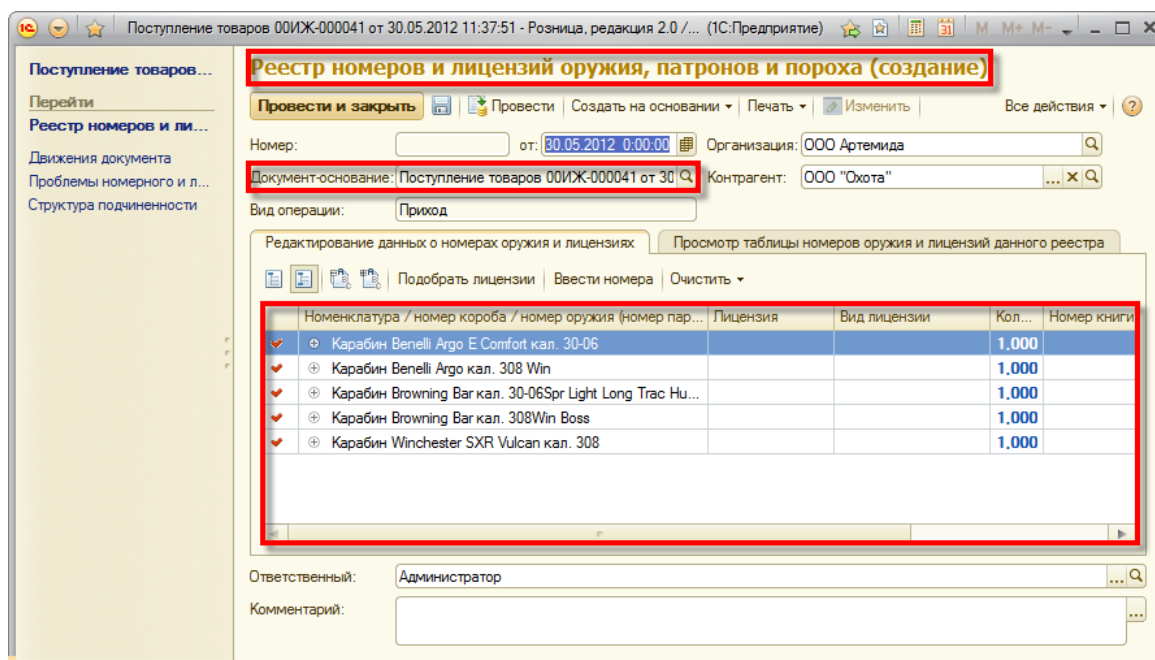 Поступление товаров 00ИЖ-000041 от 30.05.2012 11:37:51 - Розница, редакция 2.0 /... (1С:Предприятие) 31 M M+ M-
Поступление товаров...
Перейти
Реестр номеров и ли...
Движения документа
Проблемы номерного и л...
Структура подчиненности
Реестр номеров и лицензий оружия, патронов и пороха (создание)
Провести и закрыть Провести Создать на основании Печать Изменить Все действия
Номер: от: 30.05.2012 0:00:00 Организация: ООО Артемида
Документ-основание: Поступление товаров 00ИЖ-000041 от 30 Контрагент: ООО "Охота"
Вид операции: Приход
Редактирование данных о номерах оружия и лицензиях Просмотр таблицы номеров оружия и лицензий данного реестра
Подобрать лицензии Ввести номера Очистить
Номенклатура / номер короба / номер оружия (номер пар... Лицензия Вид лицензии Кол... Номер книги
Карабин Benelli Argo E Comfort кал. 30-06 1,000
Карабин Benelli Argo кал. 308 Win 1,000
Карабин Browning Bar кал. 30-06Spr Light Long Trac Hu... 1,000
Карабин Browning Bar кал. 308Win Boss 1,000
Карабин Winchester SXR Vulcan кал. 308 1,000
Ответственный: Администратор
Комментарий: